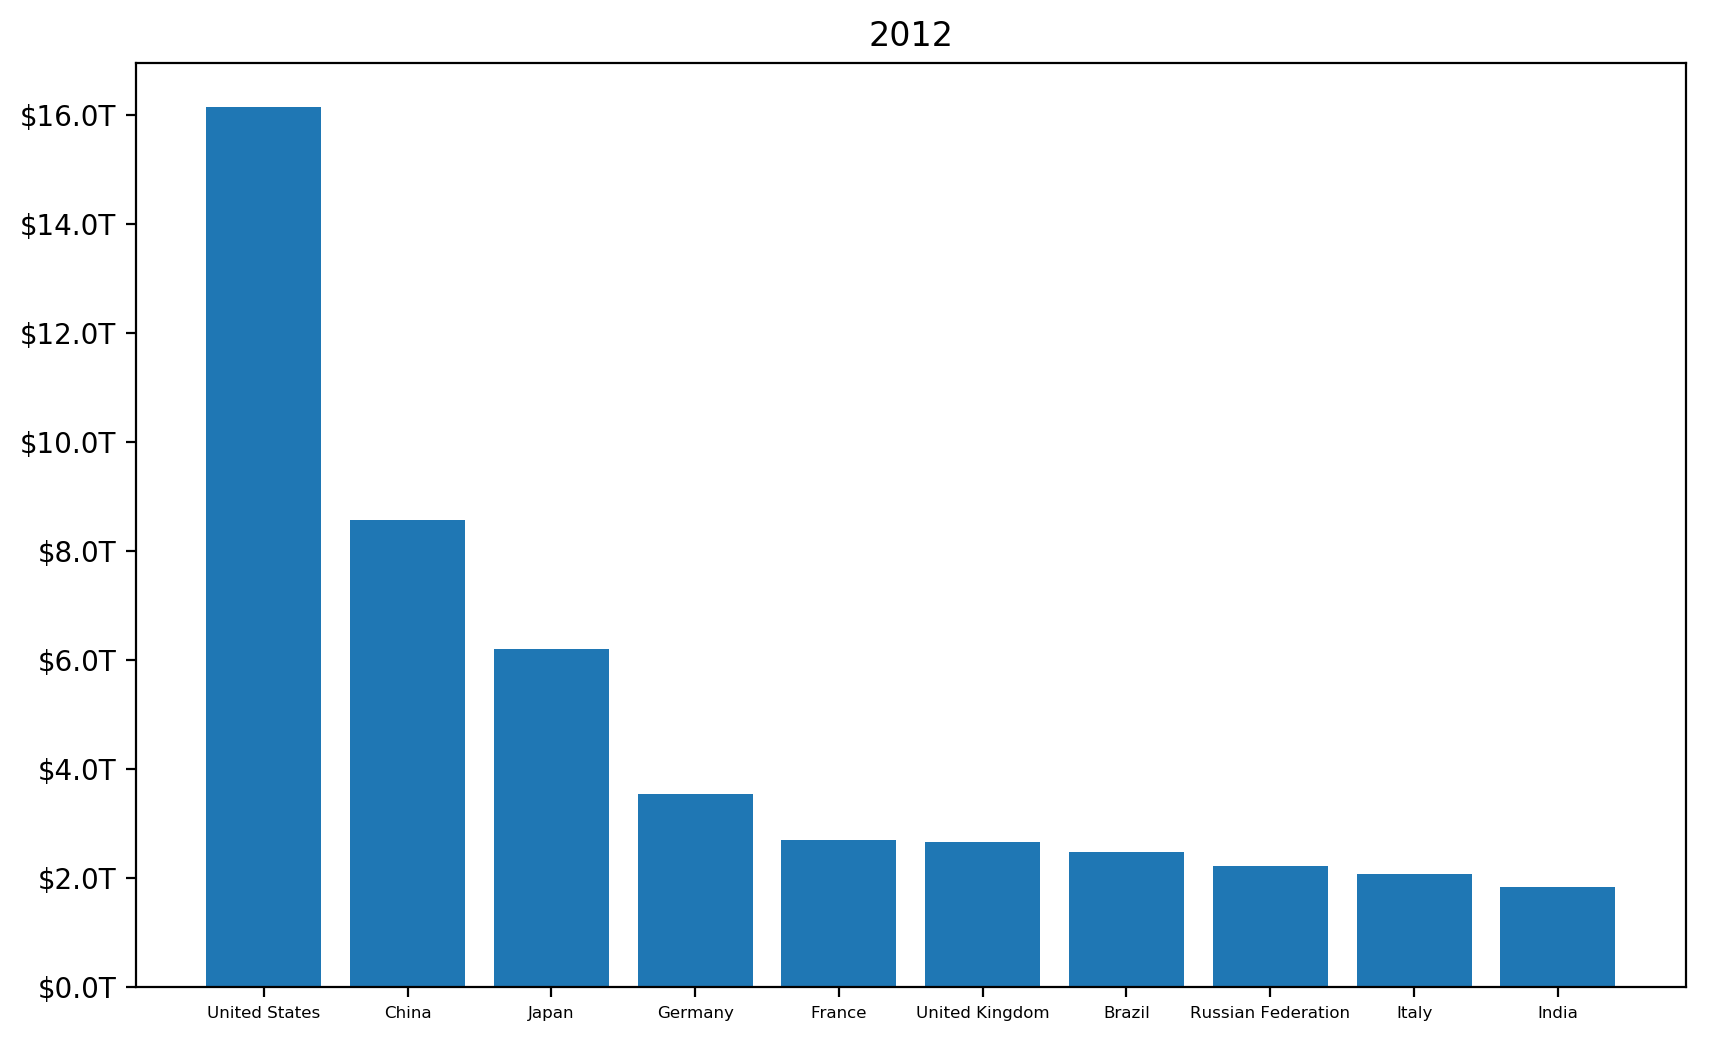 2012
$16.0T
$14.0T
$12.0T
$10.0T
$8.0T
$6.0T
$4.0T
$2.0T
$0.0T
United States China Japan Germany France United Kingdom Brazil Russian Federation Italy India